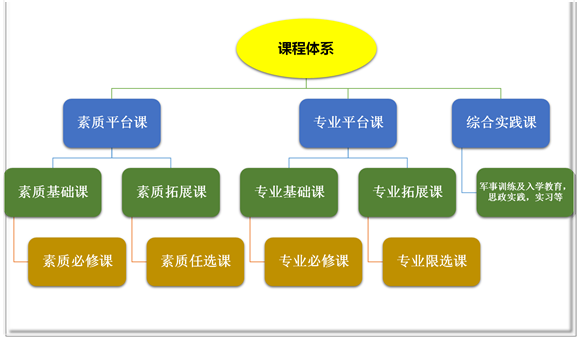 课程体系
素质平台课
专业平台课
综合实践课
素质基础课
素质拓展课
专业基础课
专业拓展课
军事训练及入学教育，
思政实践，实习等
素质必修课
素质任选课
专业必修课
专业限选课